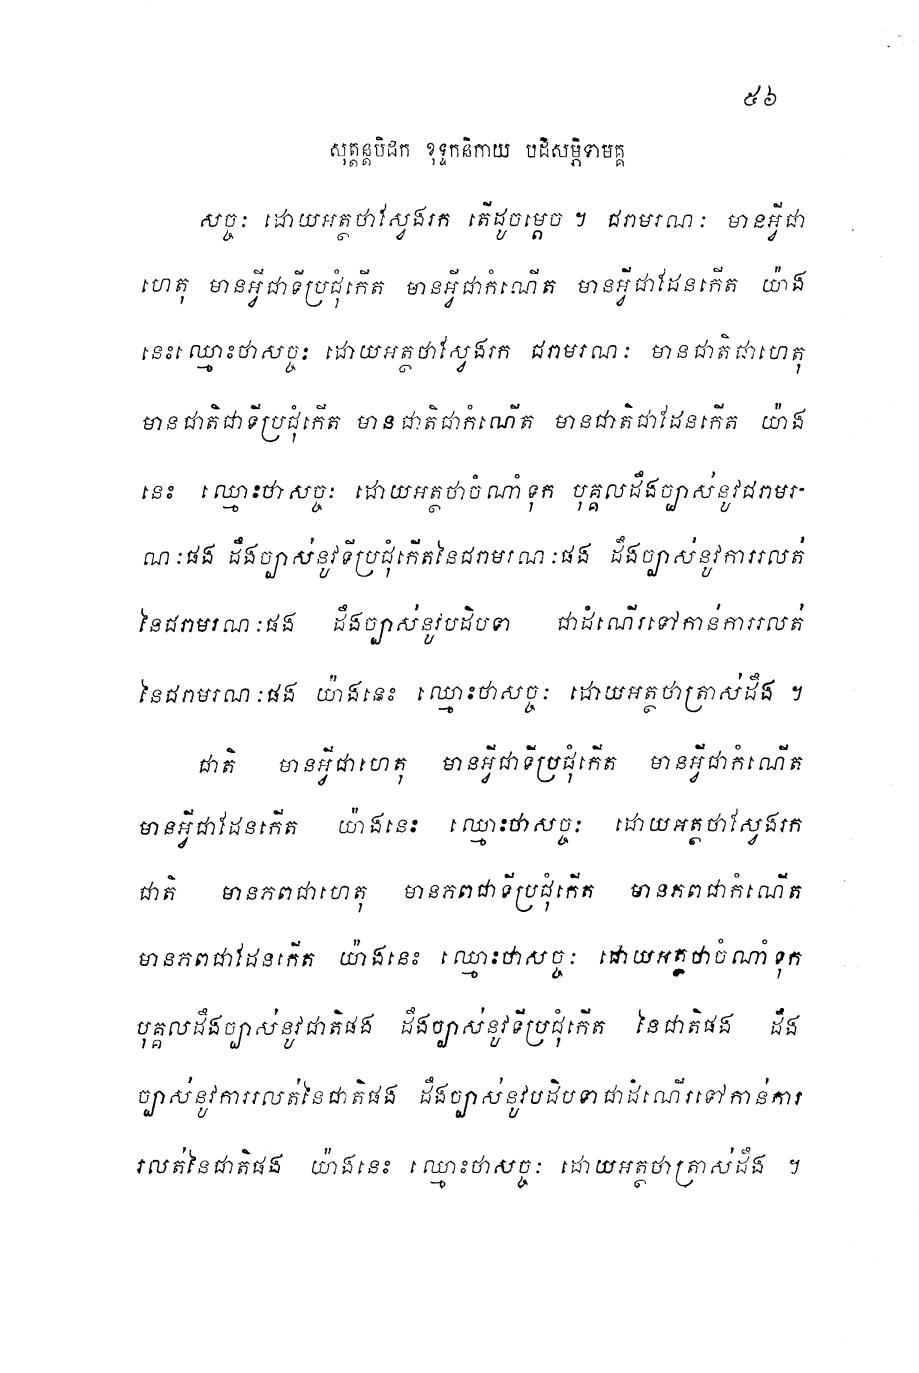 ៥៦
សុត្តន្តបិដក ខុទ្ទកនិកាយ បដិសម្ភិទាមគ្គ
សច្ចៈ ដោយអត្ថថាស្វែងរក តើដូចម្តេច ។ ជរាមរណៈ មានអ្វីជា
ហេតុ មានអ្វីជាទីប្រជុំកើត មានអ្វីជាកំណើត មានអ្វីជាដែនកើត យ៉ាង
នេះឈ្មោះថាសច្ចៈ ដោយអត្ថថាស្វែងរក ជរាមរណៈ មានជាតិជាហេតុ
មានជាតិជាទីប្រជុំកើត មានជាតិជាកំណើត មានជាតិជាដែនកើត យ៉ាង
នេះ ឈ្មោះថាសច្ចៈ ដោយអត្ថថាចំណាំទុក បុគ្គលដឹងច្បាស់នូវជរាមរ-
ណៈផង ដឹងច្បាស់នូវទីប្រជុំកើតនៃជរាមរណៈផង ដឹងច្បាស់នូវការរលត់
នៃជរាមរណៈផង ដឹងច្បាស់នូវបដិបទា ជាដំណើរទៅកាន់ការរលត់
នៃជរាមរណៈផង យ៉ាងនេះ ឈ្មោះថាសច្ចៈ ដោយអត្ថថាត្រាស់ដឹង ។
ជាតិ មានអ្វីជាហេតុ មានអ្វីជាទីប្រជុំកើត មានអ្វីជាកំណើត
មានអ្វីជាដែនកើត យ៉ាងនេះ ឈ្មោះថាសច្ចៈ ដោយអត្ថថាស្វែងរក
ជាតិ មានភពជាហេតុ មានភពជាទីប្រជុំកើត មានភពជាកំណើត
មានភពជាដែនកើត យ៉ាងនេះ ឈ្មោះថាសច្ចៈ ដោយអត្ថថាចំណាំទុក
បុគ្គលដឹងច្បាស់នូវជាតិផង ដឹងច្បាស់នូវទីប្រជុំកើត នៃជាតិផង ដឹង
ច្បាស់នូវការរលត់នៃជាតិផង ដឹងច្បាស់នូវបដិបទាជាដំណើរទៅកាន់ការ
រលត់នៃជាតិផង យ៉ាងនេះ ឈ្មោះថាសច្ចៈ ដោយអត្ថថាត្រាស់ដឹង ។